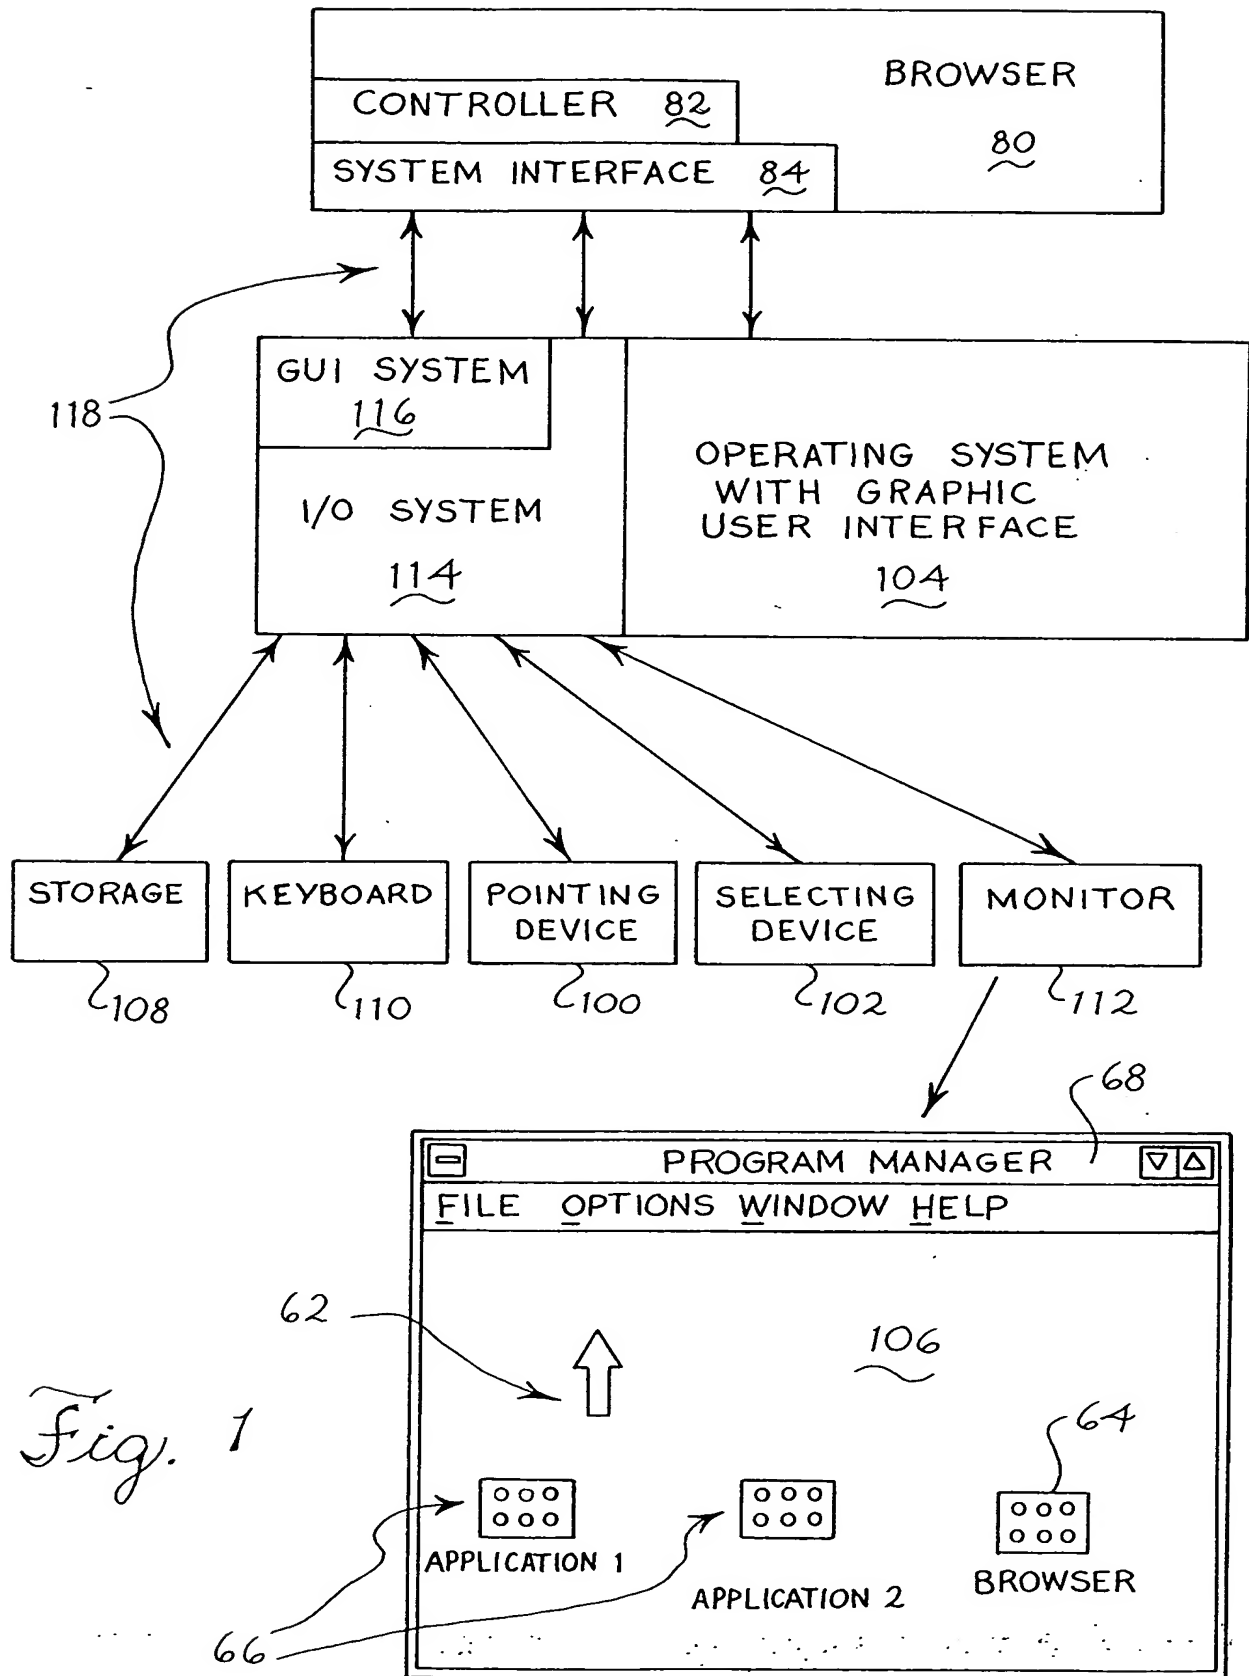 BROWSER
80
CONTROLLER 82
SYSTEM INTERFACE 84
118
GUI SYSTEM
116
I/O SYSTEM
114
OPERATING SYSTEM
WITH GRAPHIC
USER INTERFACE
104
STORAGE
108
KEYBOARD
110
POINTING
DEVICE
100
SELECTING
DEVICE
102
MONITOR
112
68
PROGRAM MANAGER
FILE OPTIONS WINDOW HELP
62
106
64
APPLICATION 1
APPLICATION 2
BROWSER
66
Fig. 1